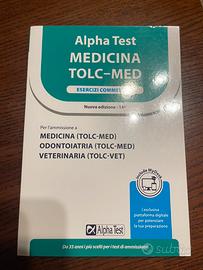 Alpha Test
MEDICINA
TOLC–MED
ESERCIZI COMMENTATI
Nuova edizione
Per l'ammissione a
MEDICINA (TOLC-MED)
ODONTOIATRIA (TOLC-MED)
VETERINARIA (TOLC-VET)
L'esclusiva
piattaforma digitale
per potenziare
la tua preparazione
Alpha Test
Da 35 anni i più scelti per i test di ammissione
subito